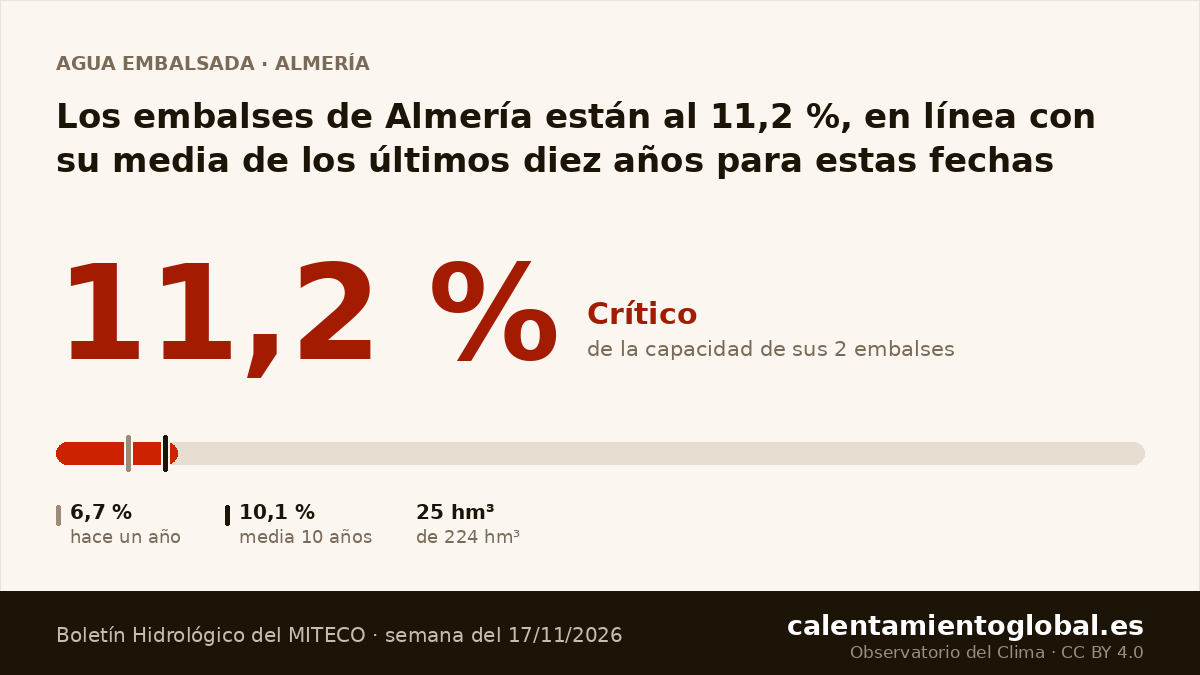 AGUA EMBALSADA · ALMERÍA
Los embalses de Almería están al 11,2 %, en línea con
su media de los últimos diez años para estas fechas
11,2 %
Crítico
de la capacidad de sus 2 embalses
6,7 %
hace un año
10,1 %
media 10 años
25 hm³
de 224 hm³
Boletín Hidrológico del MITECO · semana del 17/11/2026
calentamientoglobal.es
Observatorio del Clima · CC BY 4.0